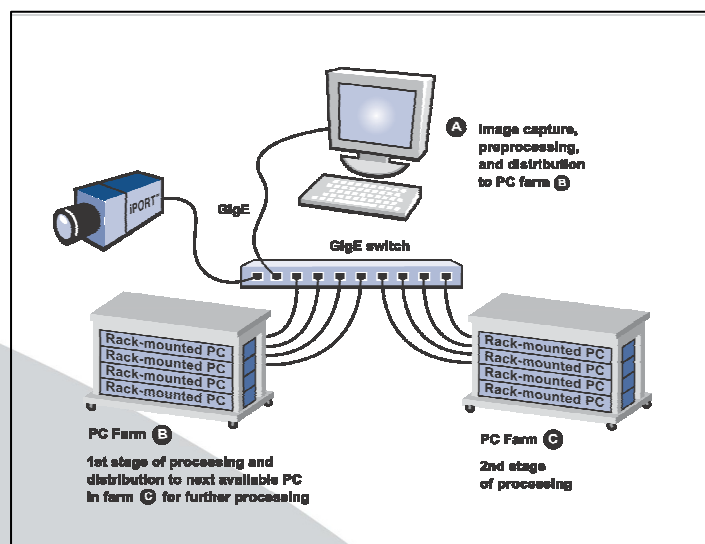 A Image capture,
preprocessing,
and distribution
to PC farm B
iPORT™
GigE
GigE switch
Rack-mounted PC
Rack-mounted PC
Rack-mounted PC
Rack-mounted PC
Rack-mounted PC
Rack-mounted PC
Rack-mounted PC
Rack-mounted PC
PC Farm B
1st stage of processing and
distribution to next available PC
in farm C for further processing
PC Farm C
2nd stage
of processing